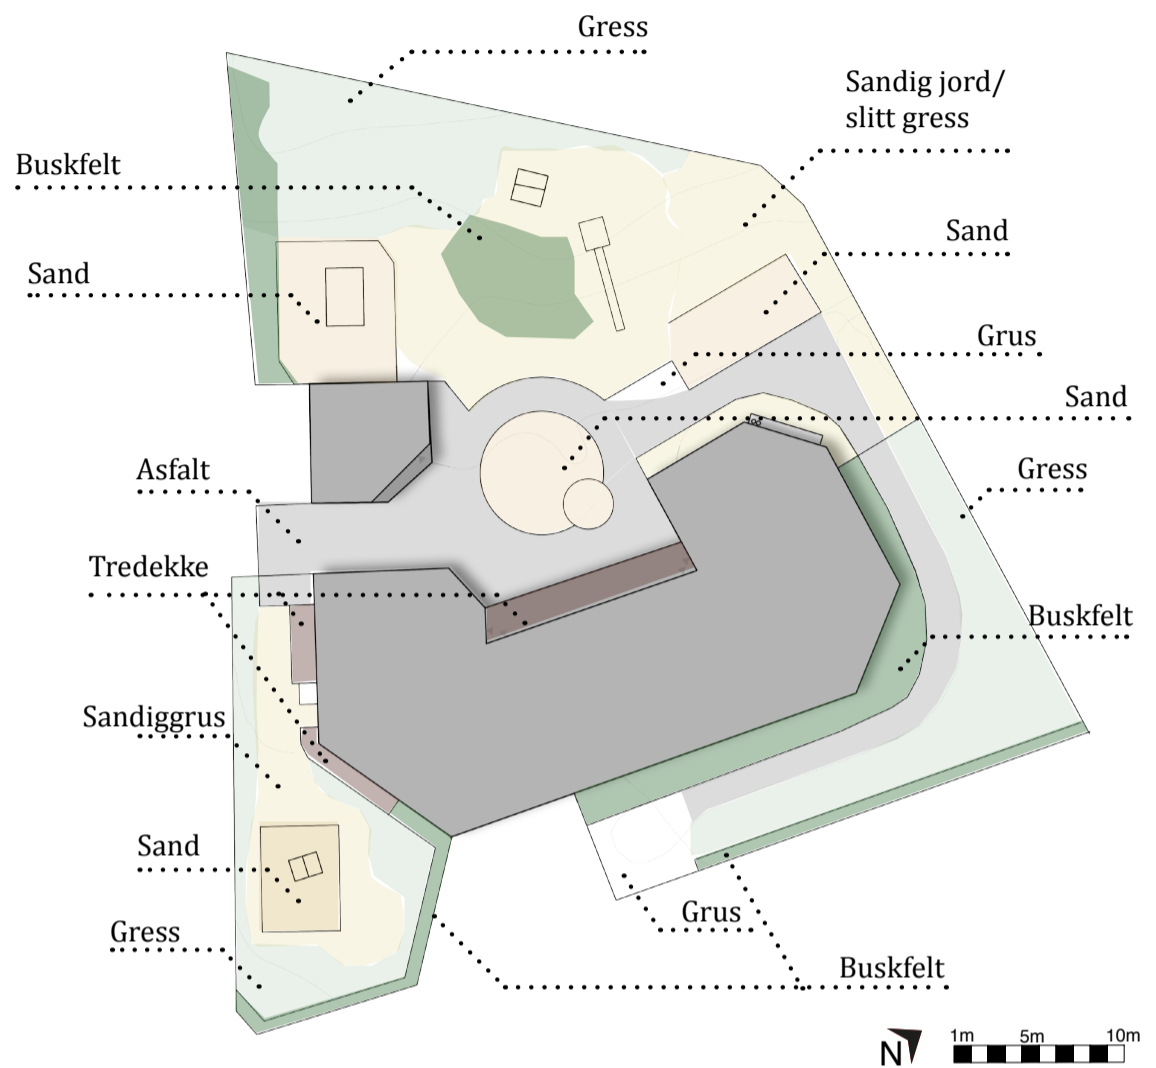 Gress
Sandig jord/
slitt gress
Buskfelt
Sand
Sand
Grus
Sand
Asfalt
Gress
Tredekke
Buskfelt
Sandiggrus
Sand
Grus
Gress
Buskfelt
N
1m 5m 10m